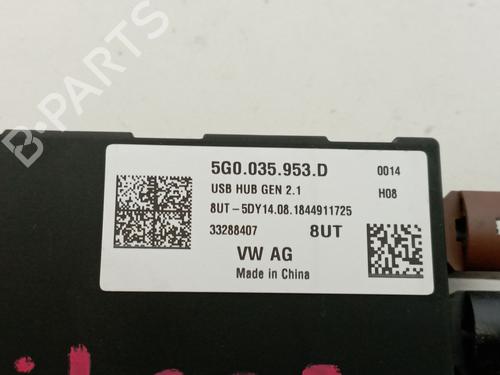 5G0.035.953.D 0014
USB HUB GEN 2.1 H08
8UT-5DY14.08.1844911725
33288407 8UT
VW AG
Made in China
B-PARTS